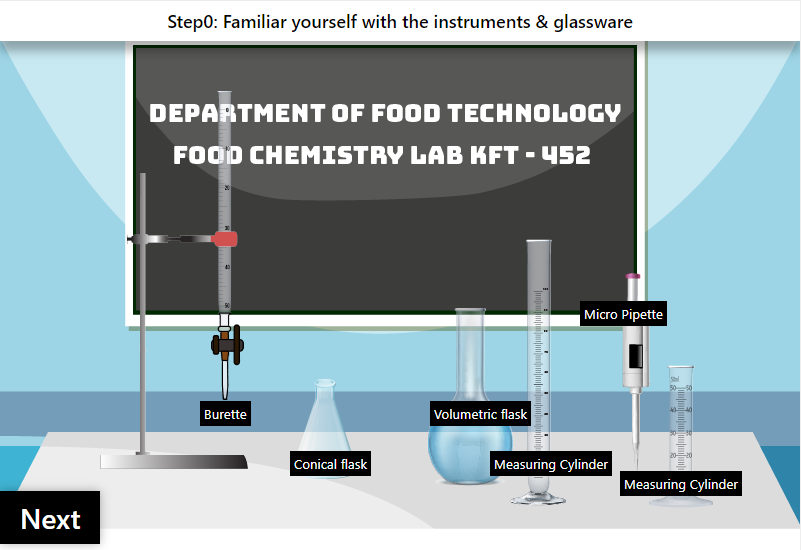 Step0: Familiar yourself with the instruments & glassware
DEPARTMENT OF FOOD TECHNOLOGY
FOOD CHEMISTRY LAB KFT - 452
Micro Pipette
Burette
Volumetric flask
Conical flask
Measuring Cylinder
Measuring Cylinder
Next